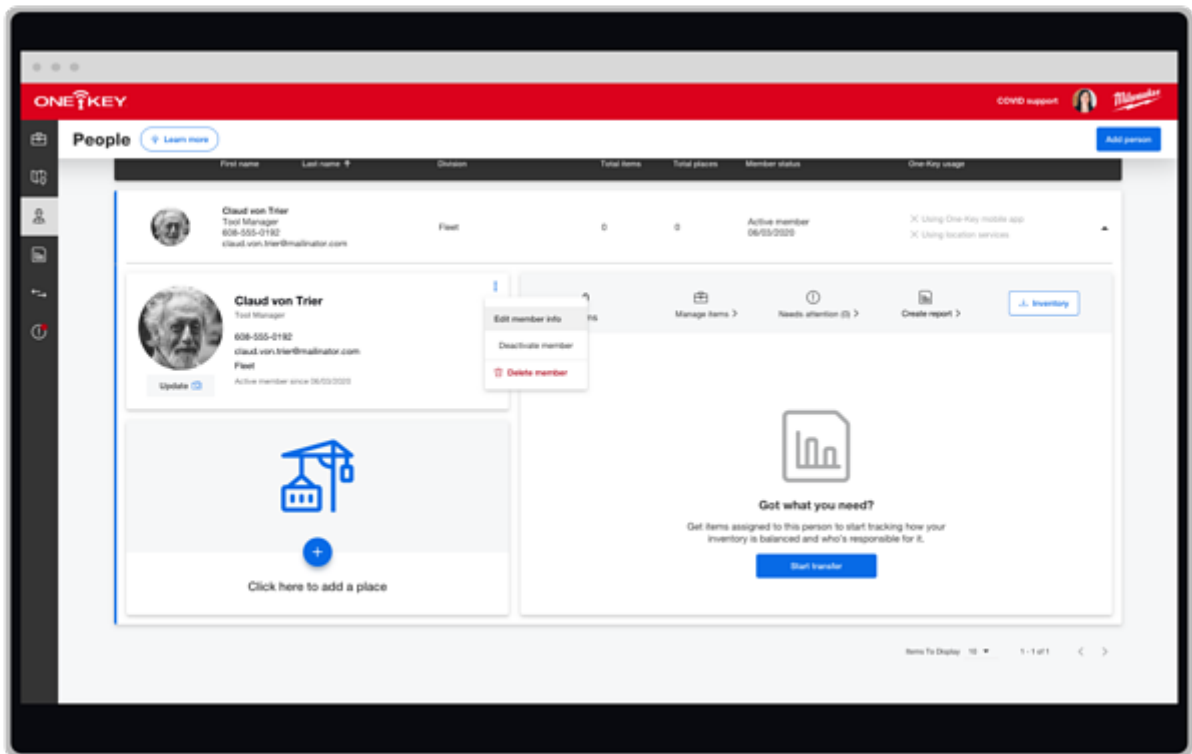 ONE KEY
COVID support
Milwaukee
People
Learn more
Add person
First name Last name Division Total items Total places Member status One-Key usage
Claud von Trier
Tool Manager
608-555-0192
claud.von.trier@mailinator.com
Fleet
0
0
Active member
06/03/2020
Using One-Key mobile app
Using location services
Claud von Trier
Tool Manager
608-555-0192
claud.von.trier@mailinator.com
Fleet
Active member since 06/03/2020
Update
Edit member info
Deactivate member
Delete member
Manage items >
Needs attention (0) >
Create report >
Inventory
Click here to add a place
Got what you need?
Get items assigned to this person to start tracking how your
inventory is balanced and who's responsible for it.
Start transfer
Items To Display 10
1 - 1 of 1